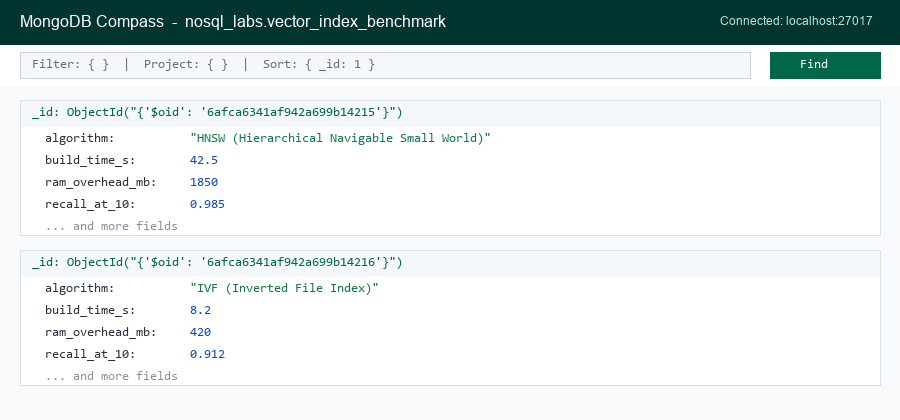 MongoDB Compass - nosql_labs.vector_index_benchmark
Connected: localhost:27017
Filter: { } | Project: { } | Sort: { _id: 1 }
Find
_id: ObjectId("{'$oid': '6afca6341af942a699b14215'}")
algorithm: "HNSW (Hierarchical Navigable Small World)"
build_time_s: 42.5
ram_overhead_mb: 1850
recall_at_10: 0.985
... and more fields
_id: ObjectId("{'$oid': '6afca6341af942a699b14216'}")
algorithm: "IVF (Inverted File Index)"
build_time_s: 8.2
ram_overhead_mb: 420
recall_at_10: 0.912
... and more fields